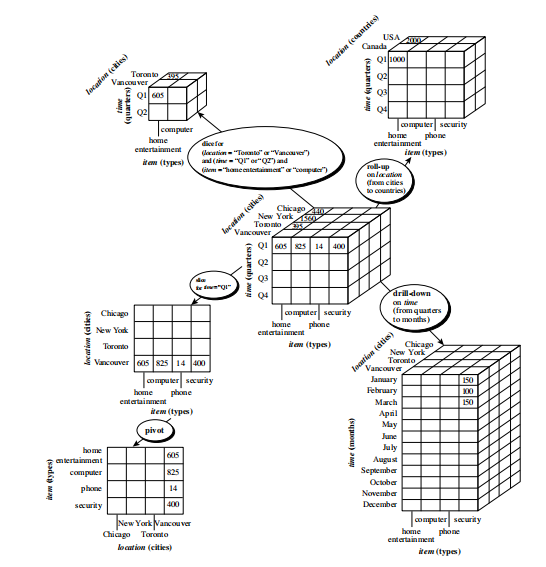 location (countries)
USA 2000
Canada
Q1 1000
Q2
Q3
Q4
time (quarters)
computer security
home phone
entertainment
item (types)
location (cities)
Toronto 395
Vancouver
Q1 605
Q2
time (quarters)
computer
home
entertainment
item (types)
dice for
(location = "Toronto" or "Vancouver")
and (time = "Q1" or "Q2") and
(item = "home entertainment" or "computer")
roll-up
on location
(from cities
to countries)
location (cities)
Chicago 440
New York 1560
Toronto 395
Vancouver
Q1 605 825 14 400
Q2
Q3
Q4
time (quarters)
computer security
home phone
entertainment
item (types)
slice
for time="Q1"
drill-down
on time
(from quarters
to months)
Chicago
New York
Toronto
Vancouver 605 825 14 400
location (cities)
computer security
home phone
entertainment
item (types)
pivot
home
entertainment 605
computer 825
phone 14
security 400
item (types)
New York Vancouver
Chicago Toronto
location (cities)
location (cities)
Chicago
New York
Toronto
Vancouver
January 150
February 100
March 150
April
May
June
July
August
September
October
November
December
time (months)
computer security
home phone
entertainment
item (types)